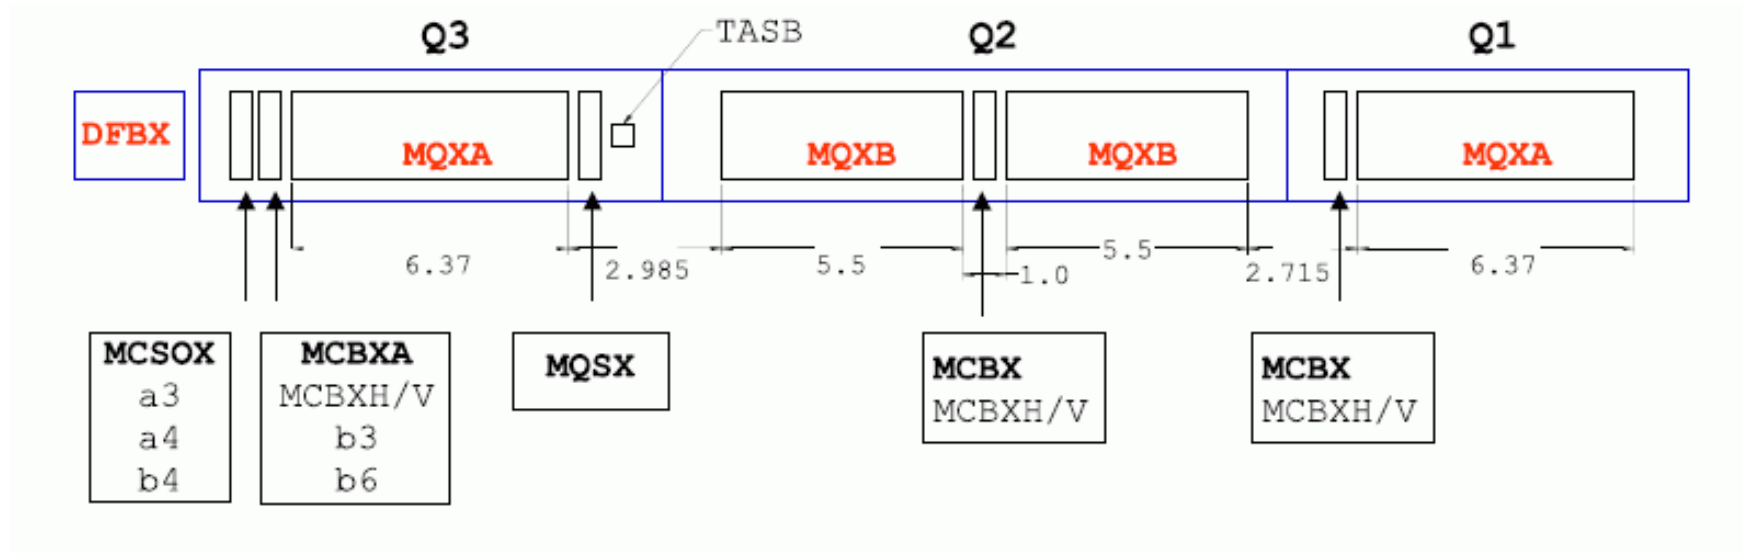 Q3
TASB
Q2
Q1
DFBX
MQXA
MQXB
MQXB
MQXA
6.37
2.985
5.5
1.0
5.5
2.715
6.37
MCSOX
a3
a4
b4
MCBXA
MCBXH/V
b3
b6
MQSX
MCBX
MCBXH/V
MCBX
MCBXH/V